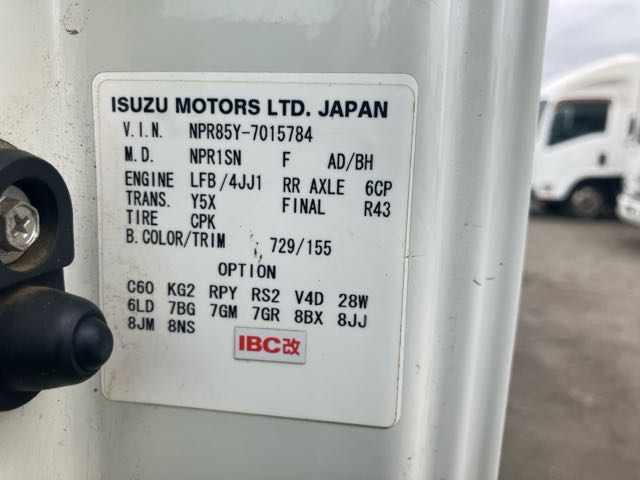 ISUZU MOTORS LTD. JAPAN
V.I.N. NPR85Y-7015784
M.D. NPR1SN F AD/BH
ENGINE LFB/4JJ1 RR AXLE 6CP
TRANS. Y5X FINAL R43
TIRE CPK
B.COLOR/TRIM 729/155
OPTION
C60 KG2 RPY RS2 V4D 28W
6LD 7BG 7GM 7GR 8BX 8JJ
8JM 8NS
IBC改